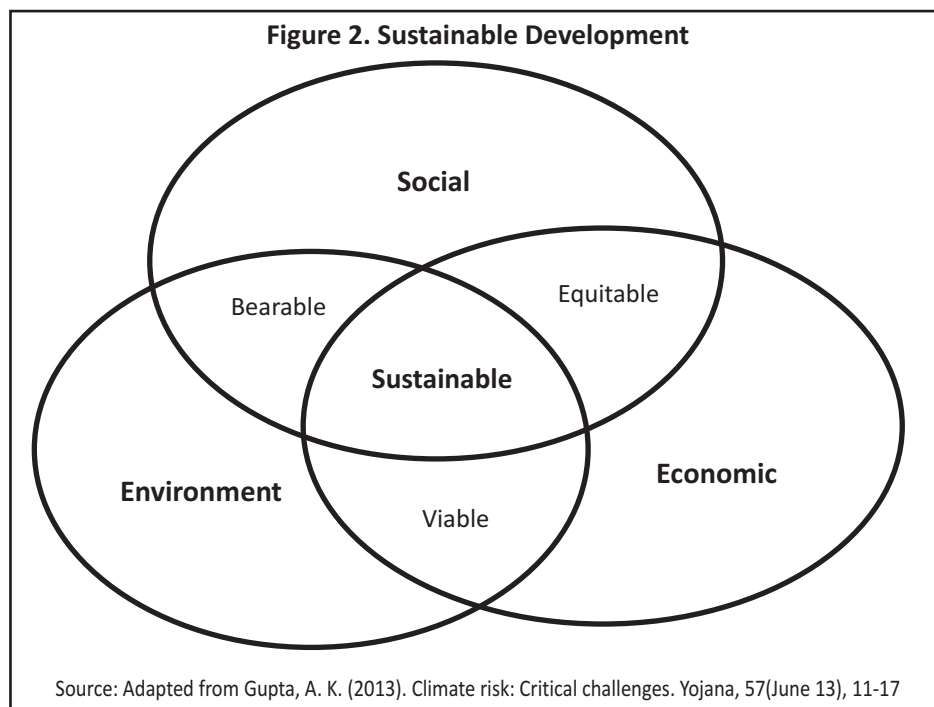 Figure 2. Sustainable Development
Social
Bearable
Equitable
Sustainable
Environment
Economic
Viable
Source: Adapted from Gupta, A. K. (2013). Climate risk: Critical challenges. Yojana, 57(June 13), 11-17